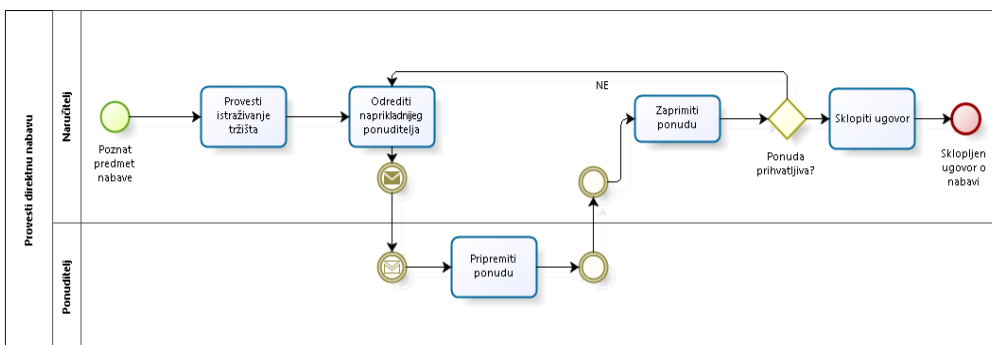 Provesti direktnu nabavu
Naručitelj
Ponuditelj
Poznat
predmet
nabave
Provesti
istraživanje
tržišta
Odrediti
naprikladnijeg
ponuditelja
Pripremiti
ponudu
NE
Zaprimiti
ponudu
Ponuda
prihvatljiva?
Sklopiti ugovor
Sklopljen
ugovor o
nabavi